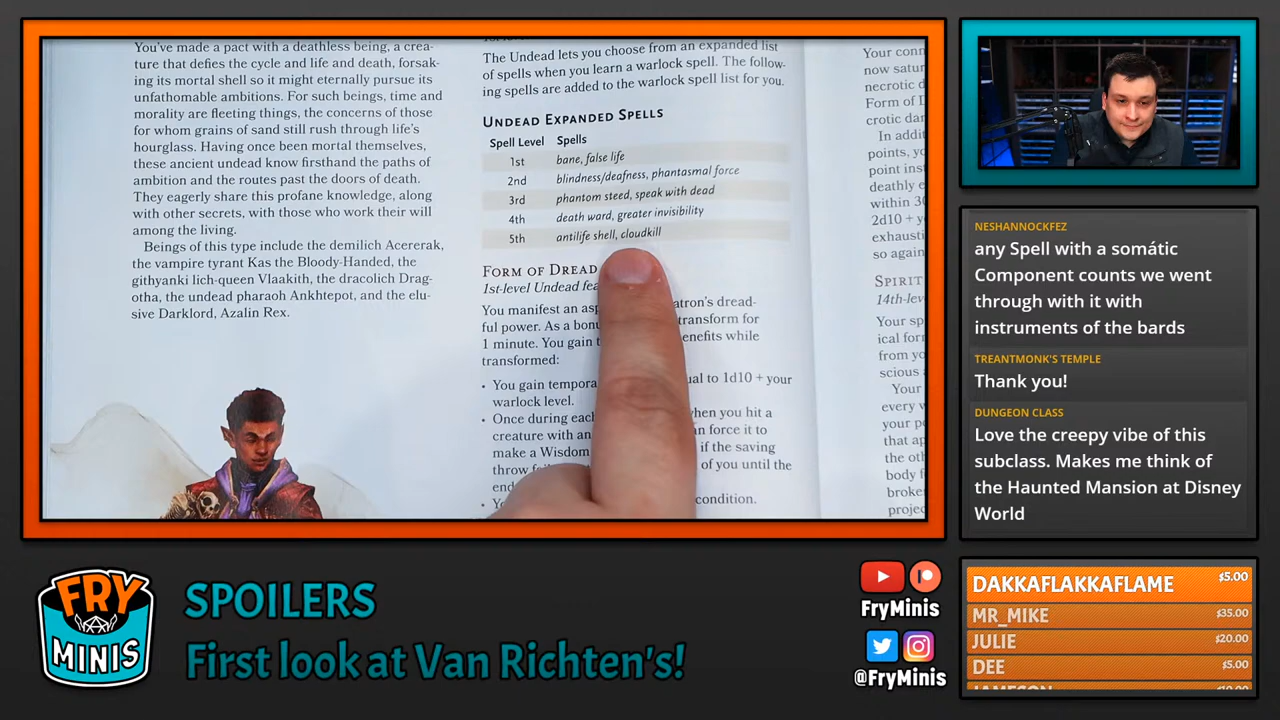 You've made a pact with a deathless being, a crea-
ture that defies the cycle and life and death, forsak-
ing its mortal shell so it might eternally pursue its
unfathomable ambitions. For such beings, time and
morality are fleeting things, the concerns of those
for whom grains of sand still rush through life's
hourglass. Having once been mortal themselves,
these ancient undead know firsthand the paths of
ambition and the routes past the doors of death.
They eagerly share this profane knowledge, along
with other secrets, with those who work their will
among the living.
Beings of this type include the demilich Acererak,
the vampire tyrant Kas the Bloody-Handed, the
githyanki lich-queen Vlaakith, the dracolich Drag-
otha, the undead pharaoh Ankhtepot, and the elu-
sive Darklord, Azalin Rex.
The Undead lets you choose from an expanded list
of spells when you learn a warlock spell. The follow-
ing spells are added to the warlock spell list for you.
UNDEAD EXPANDED SPELLS
Spell Level Spells
1st bane, false life
2nd blindness/deafness, phantasmal force
3rd phantom steed, speak with dead
4th death ward, greater invisibility
5th antilife shell, cloudkill
FORM OF DREAD
1st-level Undead fea
You manifest an asp atron's dread-
ful power. As a bonu transform for
1 minute. You gain t enefits while
transformed:
• You gain tempora ual to 1d10 + your
warlock level.
• Once during each when you hit a
creature with an n force it to
make a Wisdom if the saving
throw fai of you until the
end
• Yo condition.
Your conn
now satur
necrotic d
Form of D
crotic da
In addit
points, yo
point inst
deathly e
within 30
2d10 + y
exhausti
so again
SPIRIT
14th-lev
Your sp
ical form
from yo
scious a
Your
every w
your po
that ap
the oth
body f
broke
projec
NESHANNOCKFEZ
any Spell with a somátic
Component counts we went
through with it with
instruments of the bards
TREANTMONK'S TEMPLE
Thank you!
DUNGEON CLASS
Love the creepy vibe of this
subclass. Makes me think of
the Haunted Mansion at Disney
World
FRY
MINIS
SPOILERS
First look at Van Richten's!
FryMinis
@FryMinis
DAKKAFLAKKAFLAME $5.00
MR_MIKE $35.00
JULIE $20.00
DEE $5.00